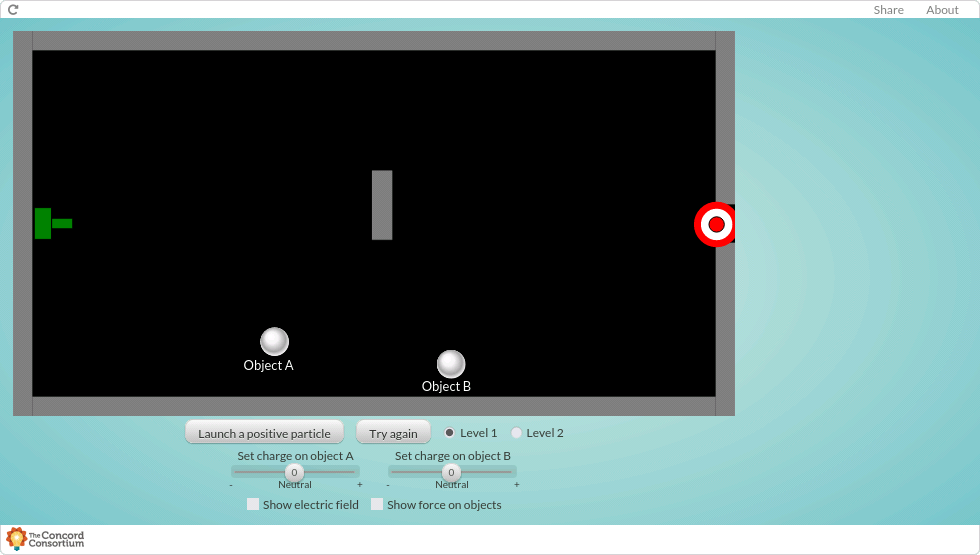 Share About
Object A
Object B
Launch a positive particle Try again Level 1 Level 2
Set charge on object A Set charge on object B
0 0
- Neutral + - Neutral +
Show electric field Show force on objects
The Concord
Consortium